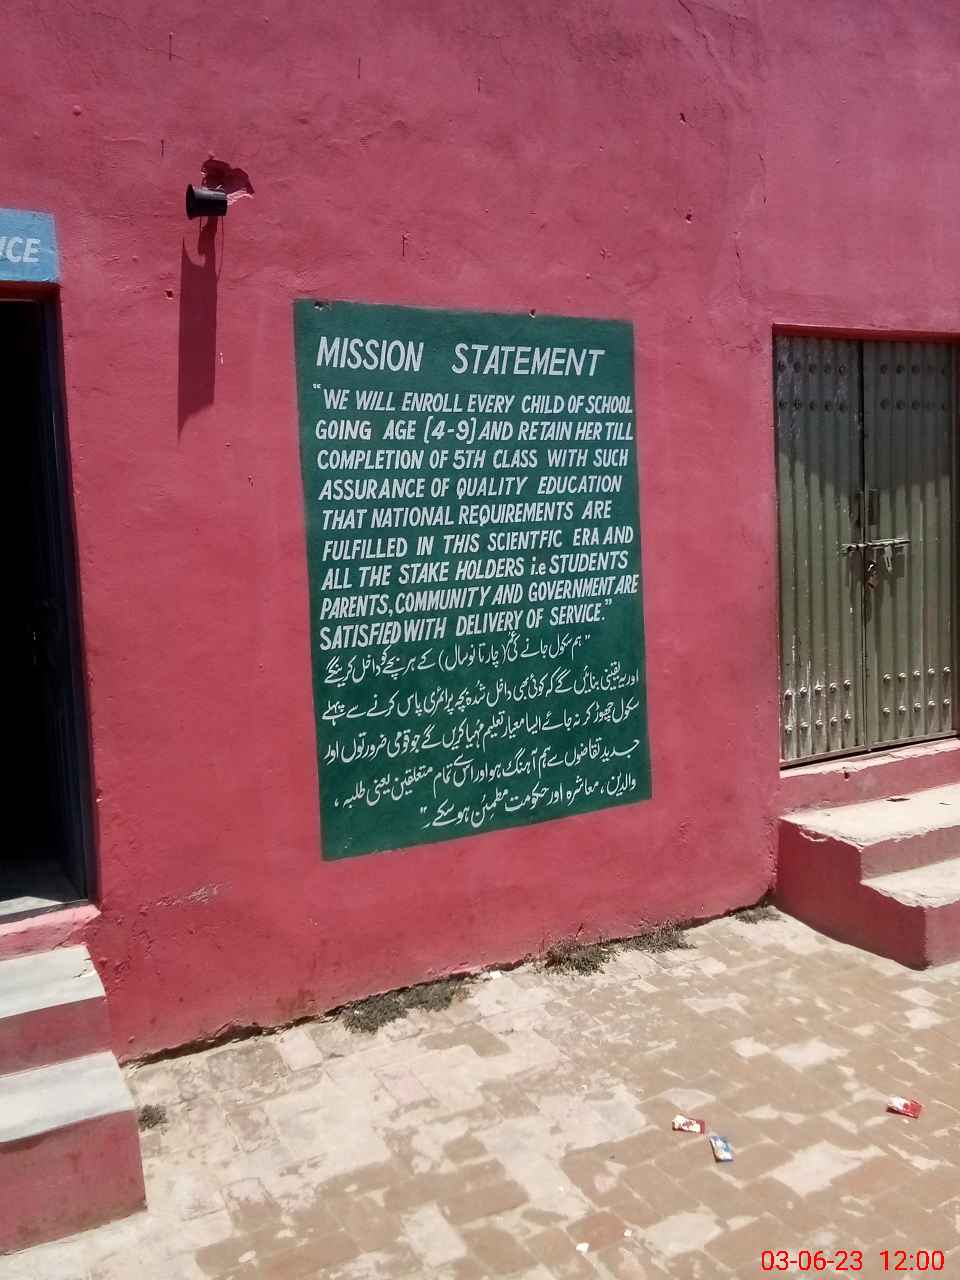 MISSION STATEMENT
"WE WILL ENROLL EVERY CHILD OF SCHOOL
GOING AGE [4-9] AND RETAIN HER TILL
COMPLETION OF 5TH CLASS WITH SUCH
ASSURANCE OF QUALITY EDUCATION
THAT NATIONAL REQUIREMENTS ARE
FULFILLED IN THIS SCIENTFIC ERA AND
ALL THE STAKE HOLDERS i.e STUDENTS
PARENTS, COMMUNITY AND GOVERNMENT ARE
SATISFIED WITH DELIVERY OF SERVICE."
"ہم سکول جانے کی (چار تا نو سال) کے ہر بچے کو داخل کرینگے
اور یہ یقینی بنائیں گے کہ کوئی بھی داخل شدہ بچہ پرائمری پاس کرنے سے پہلے
سکول چھوڑ کر نہ جائے ایسا معیار تعلیم مہیا کریں گے جو قومی ضرورتوں اور
جدید تقاضوں سے ہم آہنگ ہو اور اس کے تمام متعلقین یعنی طلبہ ،
والدین ، معاشرہ اور حکومت مطمئن ہو سکے۔"
03-06-23 12:00